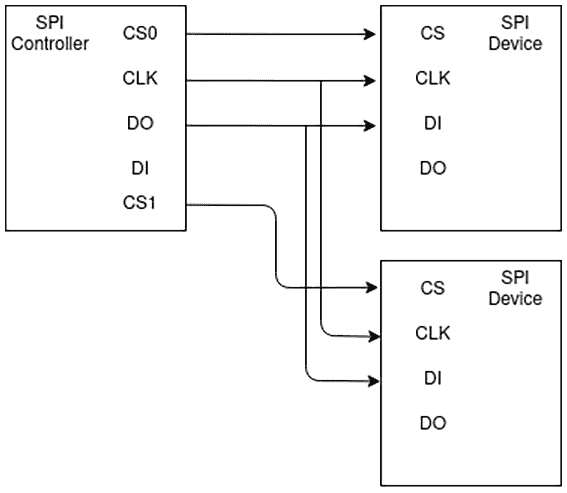 SPI
Controller
CS0
CLK
DO
DI
CS1
CS
CLK
DI
DO
SPI
Device
CS
CLK
DI
DO
SPI
Device